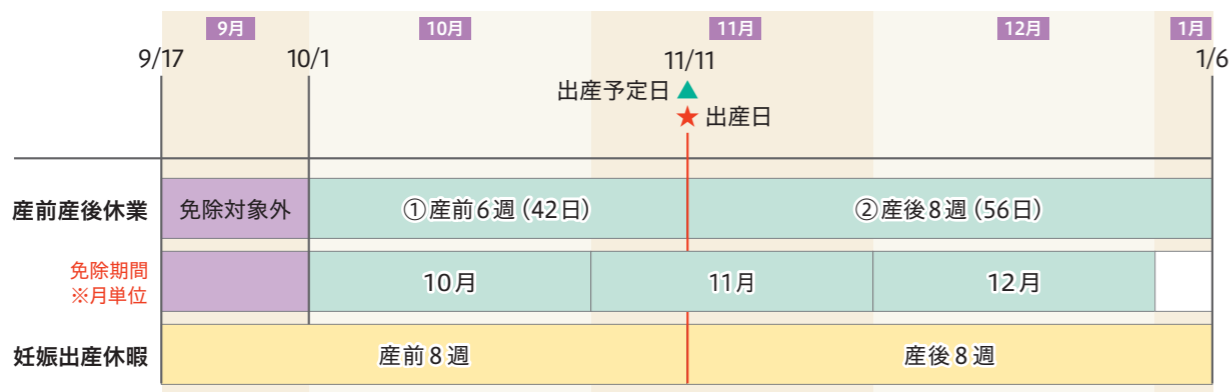 9月 10月 11月 12月 1月
9/17 10/1 11/11 1/6
出産予定日▲
★出産日
産前産後休業 免除対象外 ①産前6週（42日） ②産後8週（56日）
免除期間
※月単位
10月 11月 12月
妊娠出産休暇 産前8週 産後8週